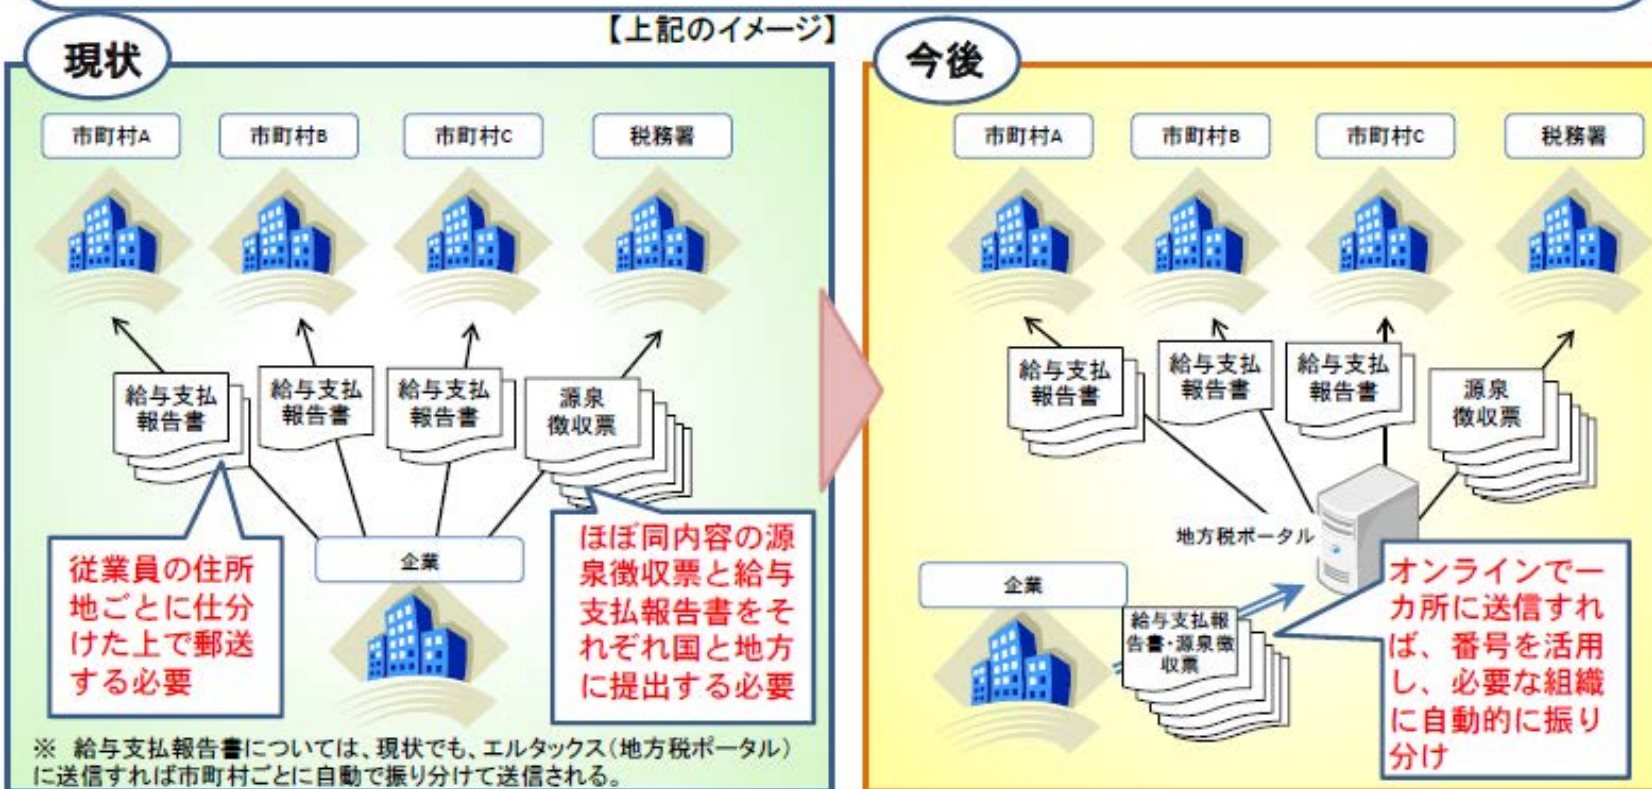 【上記のイメージ】
現状
市町村A
市町村B
市町村C
税務署
給与支払
報告書
給与支払
報告書
給与支払
報告書
源泉
徴収票
従業員の住所
地ごとに仕分
けた上で郵送
する必要
企業
ほぼ同内容の源
泉徴収票と給与
支払報告書をそ
れぞれ国と地方
に提出する必要
※ 給与支払報告書については、現状でも、エルタックス(地方税ポータル)
に送信すれば市町村ごとに自動で振り分けて送信される。
今後
市町村A
市町村B
市町村C
税務署
給与支払
報告書
給与支払
報告書
給与支払
報告書
源泉
徴収票
地方税ポータル
企業
給与支払報
告書・源泉徴
収票
オンラインで一
カ所に送信すれ
ば、番号を活用
し、必要な組織
に自動的に振り
分け